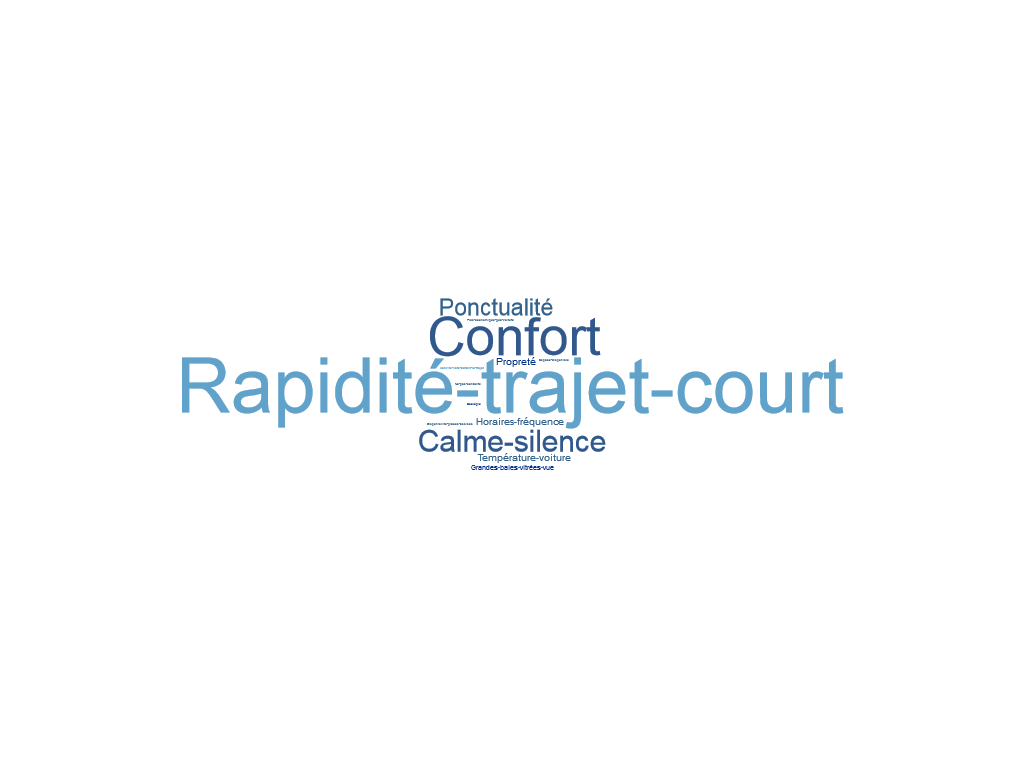 Ponctualité
Confort
Propreté
Rapidité-trajet-court
Horaires-fréquence
Calme-silence
Température-voiture
Grandes-baies-vitrées-vue